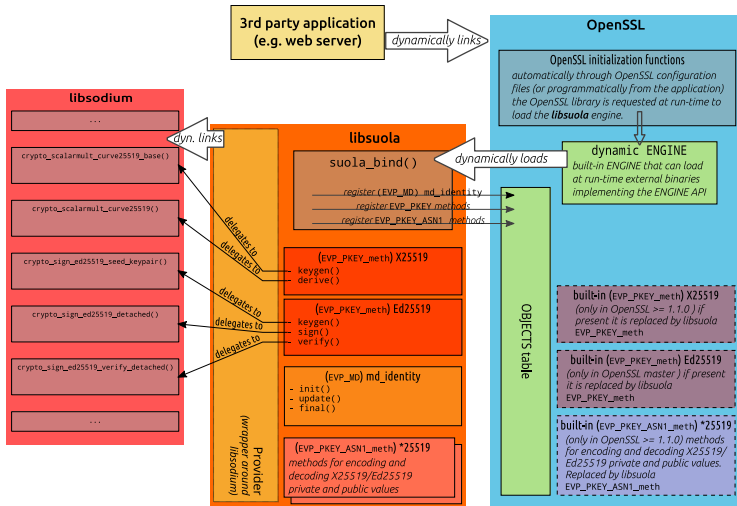 3rd party application
(e.g. web server)
dynamically links
OpenSSL
OpenSSL initialization functions
automatically through OpenSSL configuration
files (or programmatically from the application)
the OpenSSL library is requested at run-time to
load the libsuola engine.
dynamic ENGINE
built-in ENGINE that can load
at run-time external binaries
implementing the ENGINE API
dynamically loads
libsodium
...
crypto_scalarmult_curve25519_base()
crypto_scalarmult_curve25519()
crypto_sign_ed25519_seed_keypair()
crypto_sign_ed25519_detached()
crypto_sign_ed25519_verify_detached()
...
dyn. links
libsuola
suola_bind()
register (EVP_MD) md_identity
register EVP_PKEY methods
register EVP_PKEY_ASN1 methods
delegates to
delegates to
(EVP_PKEY_meth) X25519
keygen()
derive()
delegates to
delegates to
delegates to
(EVP_PKEY_meth) Ed25519
keygen()
sign()
verify()
(EVP_MD) md_identity
- init()
- update()
- final()
(EVP_PKEY_ASN1_meth) *25519
methods for encoding and
decoding X25519/Ed25519
private and public values
Provider
(wrapper around
libsodium)
OBJECTS table
built-in (EVP_PKEY_meth) X25519
(only in OpenSSL >= 1.1.0 ) if
present it is replaced by libsuola
EVP_PKEY_meth
built-in (EVP_PKEY_meth) Ed25519
(only in OpenSSL master ) if present
it is replaced by libsuola
EVP_PKEY_meth
built-in (EVP_PKEY_ASN1_meth) *25519
(only in OpenSSL >= 1.1.0) methods
for encoding and decoding X25519/
Ed25519 private and public values.
Replaced by libsuola
EVP_PKEY_ASN1_meth